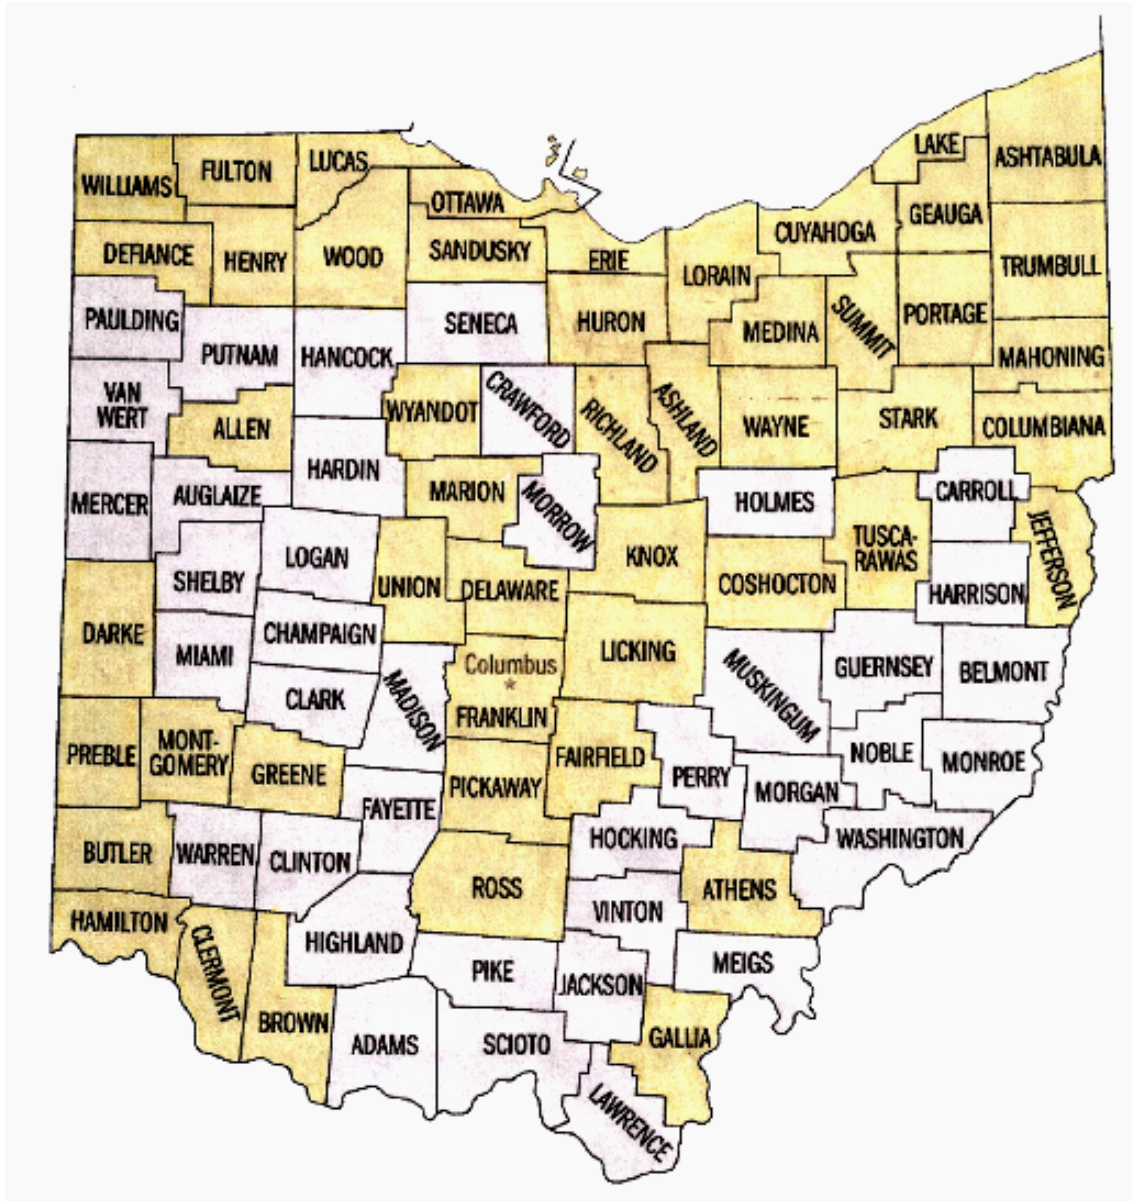 LAKE
ASHTABULA
LUCAS
FULTON
WILLIAMS
OTTAWA
GEAUGA
CUYAHOGA
DEFIANCE
HENRY
WOOD
SANDUSKY
ERIE
LORAIN
TRUMBULL
PAULDING
SENECA
HURON
MEDINA
SUMMIT
PORTAGE
PUTNAM
HANCOCK
MAHONING
VAN
WERT
ALLEN
WYANDOT
CRAWFORD
RICHLAND
ASHLAND
WAYNE
STARK
COLUMBIANA
MERCER
AUGLAIZE
HARDIN
MARION
MORROW
HOLMES
CARROLL
JEFFERSON
LOGAN
KNOX
TUSCA-
RAWAS
SHELBY
UNION
DELAWARE
COSHOCTON
HARRISON
DARKE
MIAMI
CHAMPAIGN
Columbus
LICKING
MUSKINGUM
GUERNSEY
BELMONT
CLARK
MADISON
FRANKLIN
PREBLE
MONT-
GOMERY
GREENE
PICKAWAY
FAIRFIELD
PERRY
NOBLE
MONROE
FAYETTE
MORGAN
BUTLER
WARREN
CLINTON
HOCKING
WASHINGTON
ROSS
ATHENS
HAMILTON
VINTON
CLERMONT
HIGHLAND
PIKE
JACKSON
MEIGS
BROWN
ADAMS
SCIOTO
GALLIA
LAWRENCE